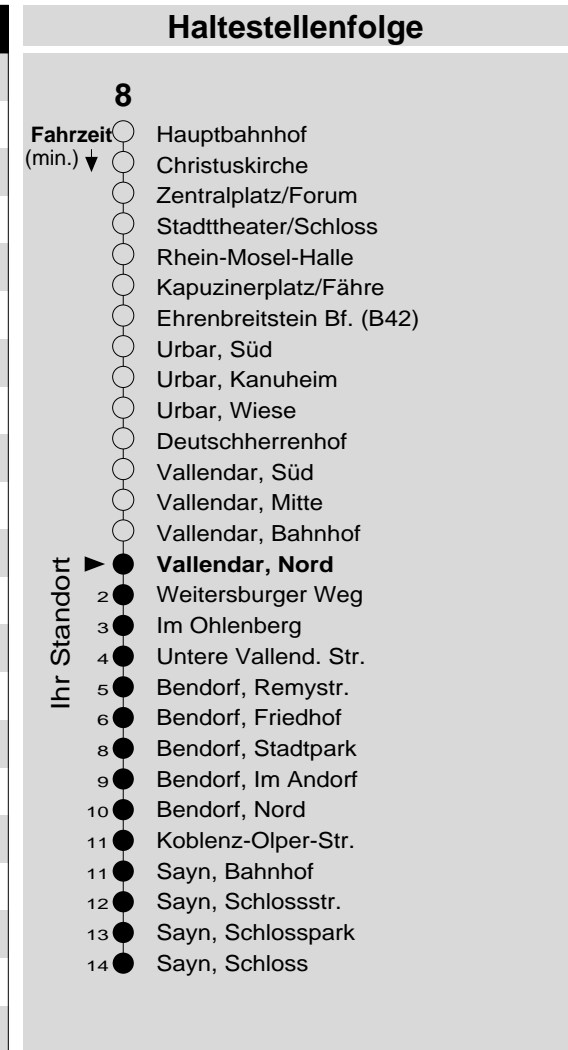 Haltestellenfolge
8
Fahrzeit Hauptbahnhof
(min.) Christuskirche
Zentralplatz/Forum
Stadttheater/Schloss
Rhein-Mosel-Halle
Kapuzinerplatz/Fähre
Ehrenbreitstein Bf. (B42)
Urbar, Süd
Urbar, Kanuheim
Urbar, Wiese
Deutschherrenhof
Vallendar, Süd
Vallendar, Mitte
Vallendar, Bahnhof
Ihr Standort
Vallendar, Nord
2 Weitersburger Weg
3 Im Ohlenberg
4 Untere Vallend. Str.
5 Bendorf, Remystr.
6 Bendorf, Friedhof
8 Bendorf, Stadtpark
9 Bendorf, Im Andorf
10 Bendorf, Nord
11 Koblenz-Olper-Str.
11 Sayn, Bahnhof
12 Sayn, Schlossstr.
13 Sayn, Schlosspark
14 Sayn, Schloss